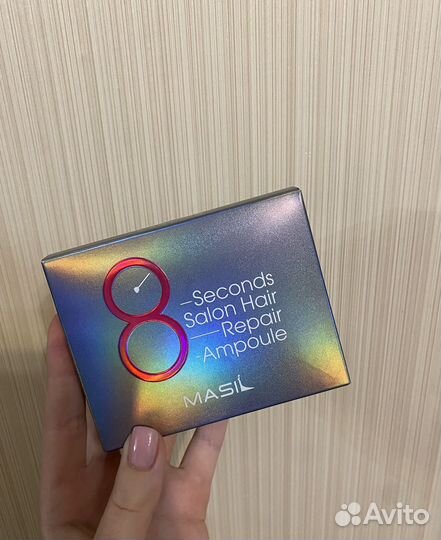 8
–Seconds
Salon Hair
—Repair
-Ampoule
MASIL
Avito